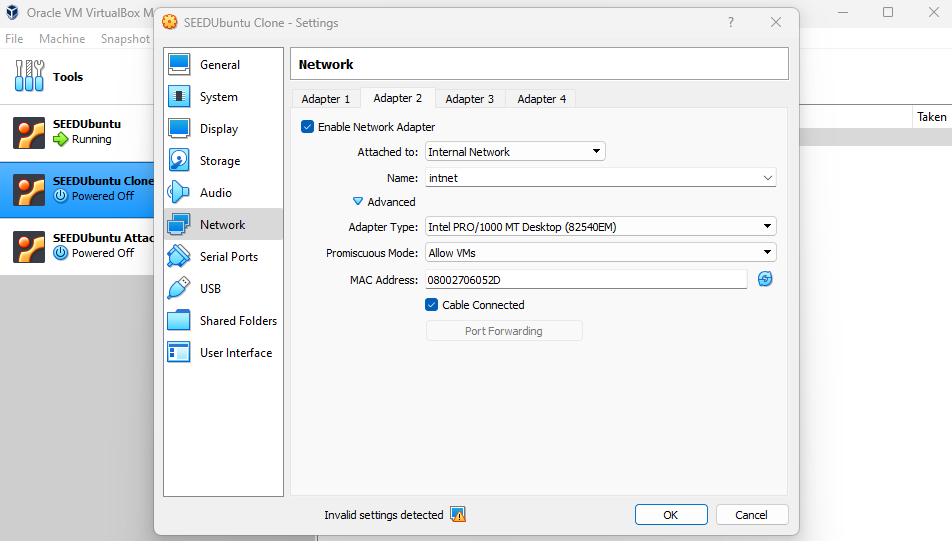 Oracle VM VirtualBox M
File Machine Snapshot
Tools
SEEDUbuntu
Running
SEEDUbuntu Clone
Powered Off
SEEDUbuntu Attac
Powered Off
Taken
SEEDUbuntu Clone - Settings
General
System
Display
Storage
Audio
Network
Serial Ports
USB
Shared Folders
User Interface
Network
Adapter 1 Adapter 2 Adapter 3 Adapter 4
Enable Network Adapter
Attached to: Internal Network
Name: intnet
Advanced
Adapter Type: Intel PRO/1000 MT Desktop (82540EM)
Promiscuous Mode: Allow VMs
MAC Address: 08002706052D
Cable Connected
Port Forwarding
Invalid settings detected
OK Cancel